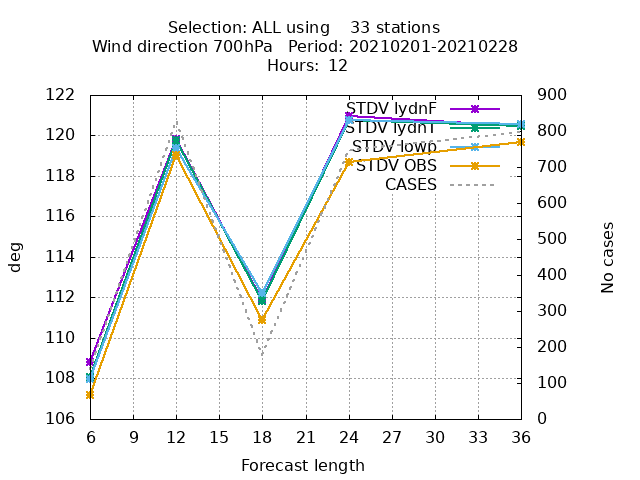 Selection: ALL using 33 stations
Wind direction 700hPa Period: 20210201-20210228
Hours: 12
122 900
STDV lydnF
120 800
STDV lydnT
STDV lowp
118 700
STDV OBS
CASES
116 600
114 500
deg
No cases
112 400
300
110 200
108 100
106 0
6 9 12 15 18 21 24 27 30 33 36
Forecast length